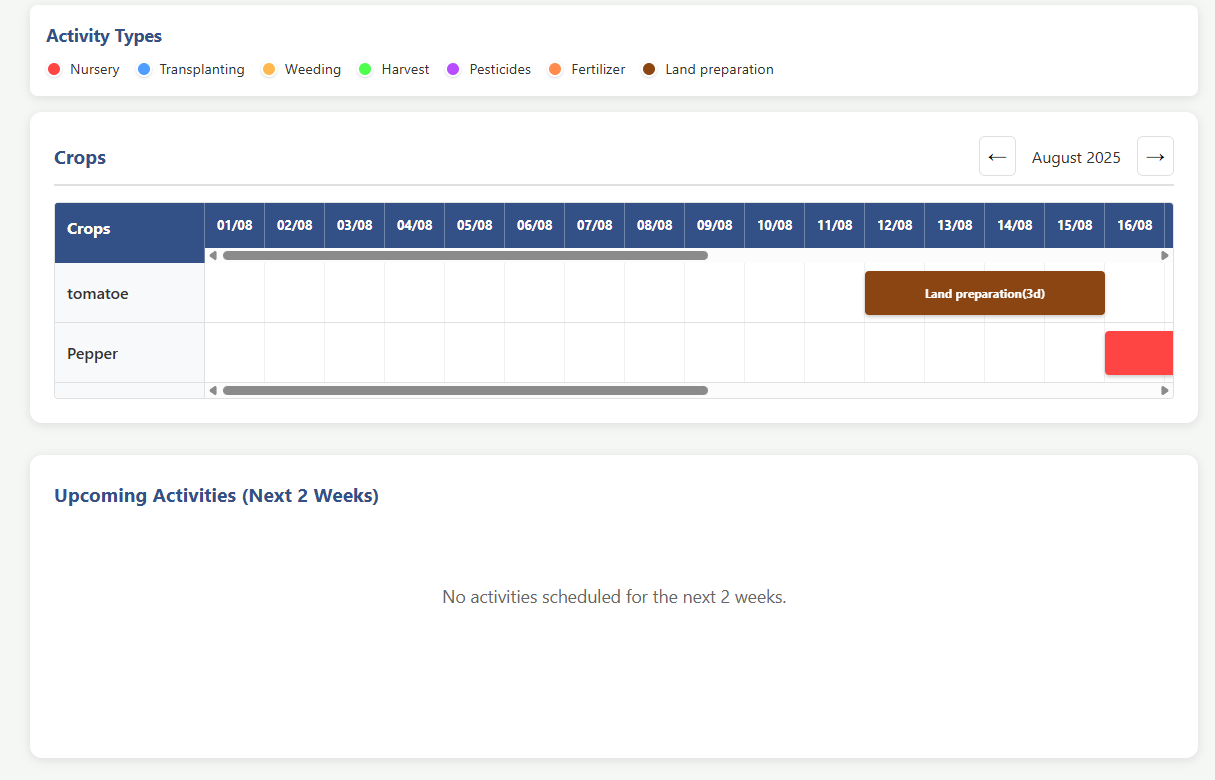 Activity Types
Nursery Transplanting Weeding Harvest Pesticides Fertilizer Land preparation
Crops
← August 2025 →
Crops 01/08 02/08 03/08 04/08 05/08 06/08 07/08 08/08 09/08 10/08 11/08 12/08 13/08 14/08 15/08 16/08
tomatoe Land preparation(3d)
Pepper
Upcoming Activities (Next 2 Weeks)
No activities scheduled for the next 2 weeks.